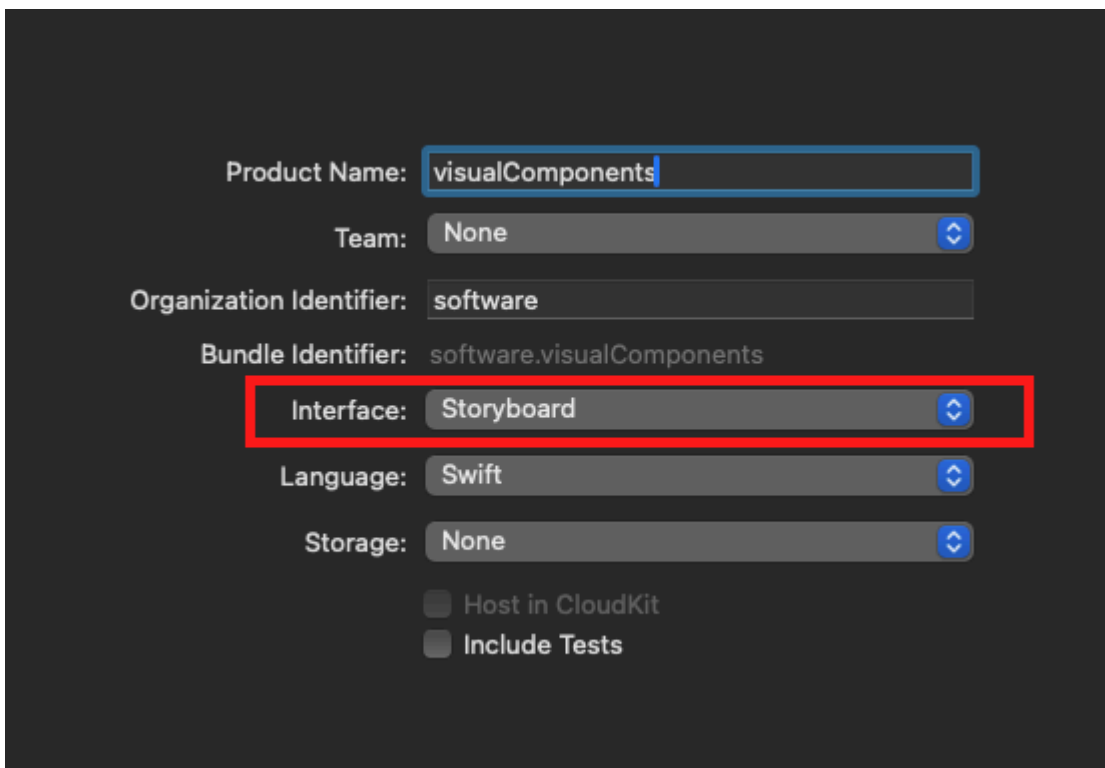 Product Name: visualComponents
Team: None
Organization Identifier: software
Bundle Identifier: software.visualComponents
Interface: Storyboard
Language: Swift
Storage: None
Host in CloudKit
Include Tests